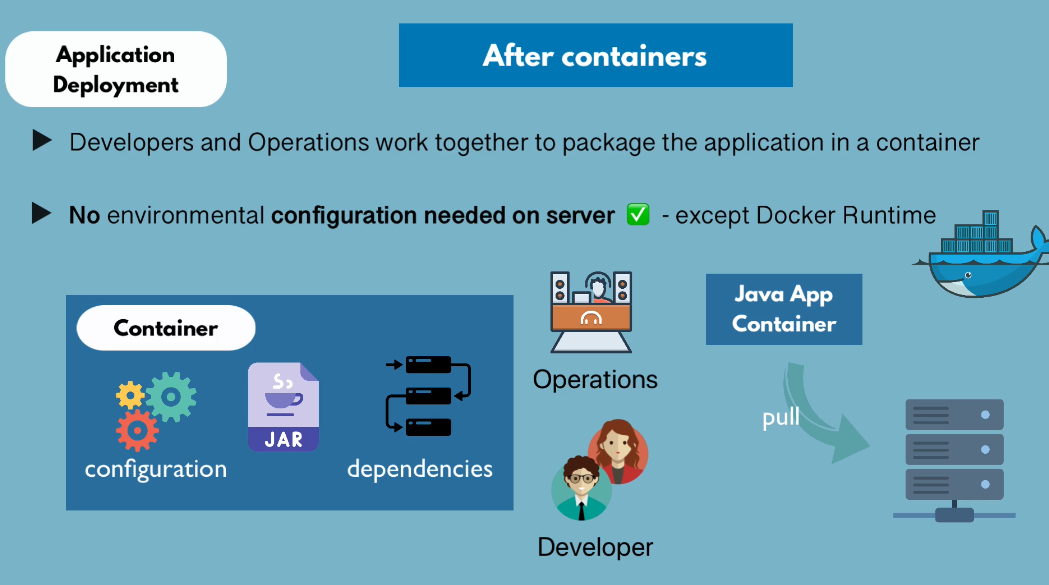 Application
Deployment
After containers
Developers and Operations work together to package the application in a container
No environmental configuration needed on server ✅ - except Docker Runtime
Container
configuration
JAR
dependencies
Operations
Developer
Java App
Container
pull